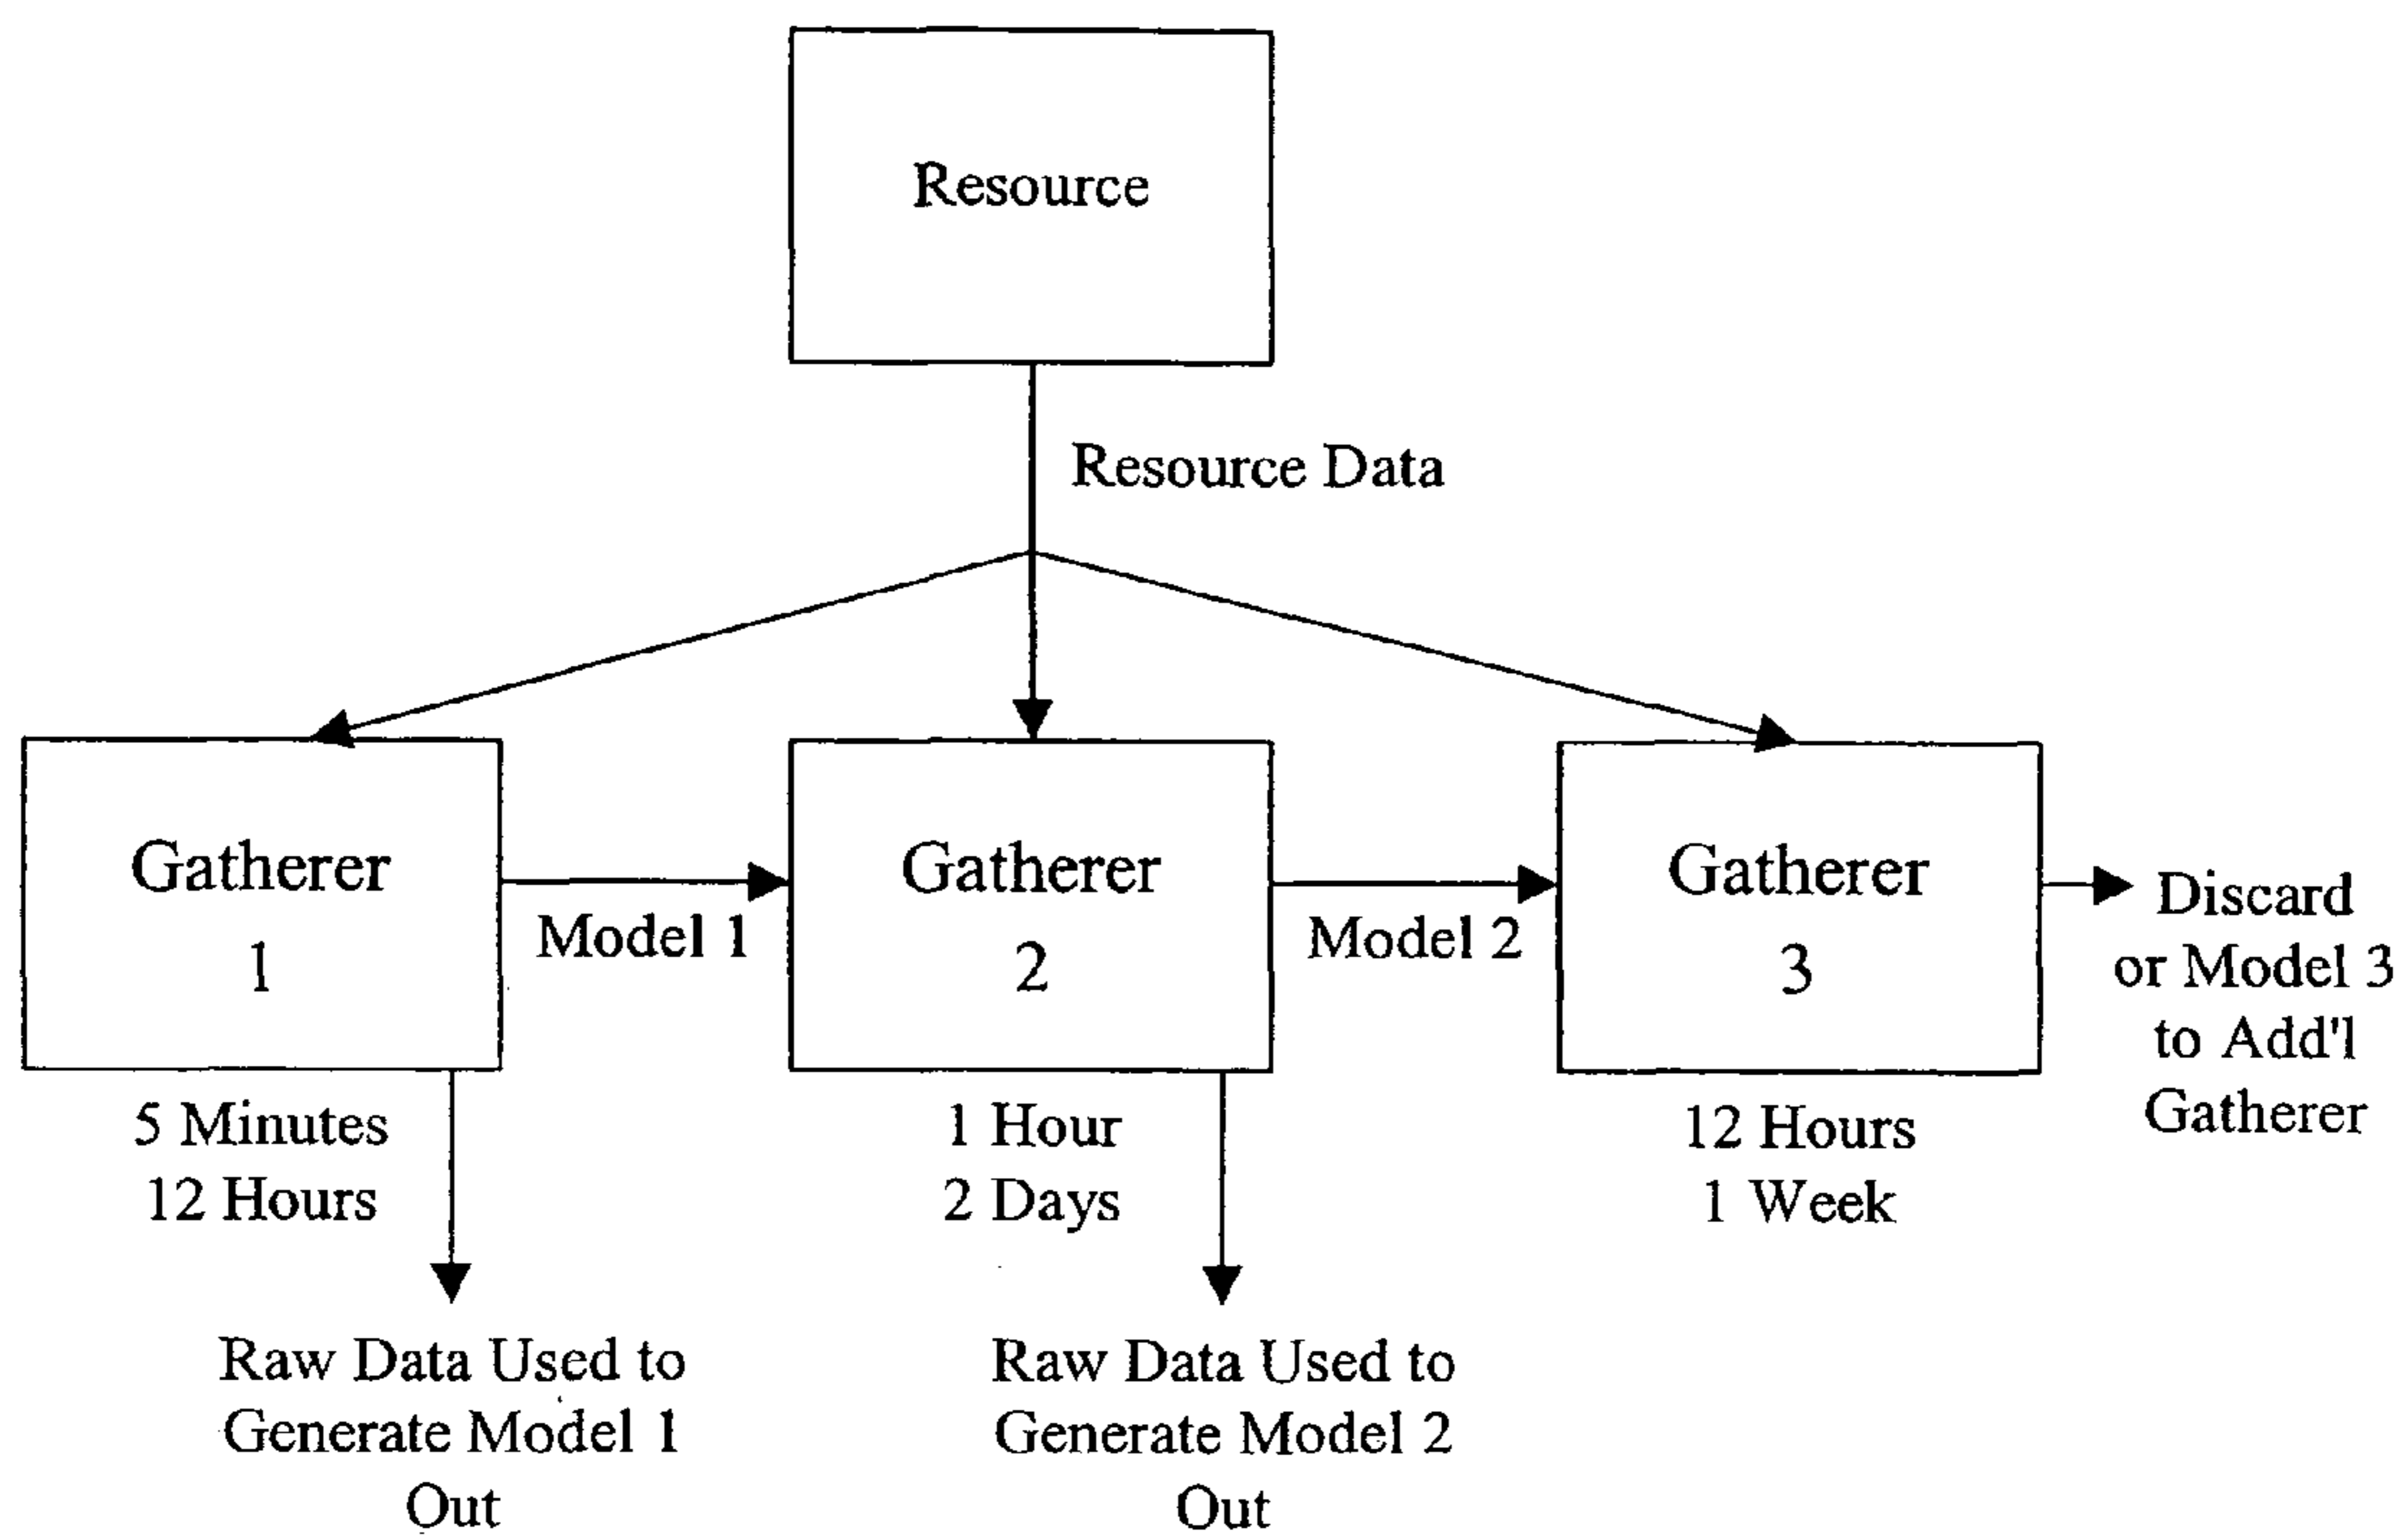 Resource
Resource Data
Gatherer
1
Model 1
Gatherer
2
Model 2
Gatherer
3
Discard
or Model 3
to Add'l
Gatherer
5 Minutes
12 Hours
1 Hour
2 Days
12 Hours
1 Week
Raw Data Used to
Generate Model 1
Out
Raw Data Used to
Generate Model 2
Out